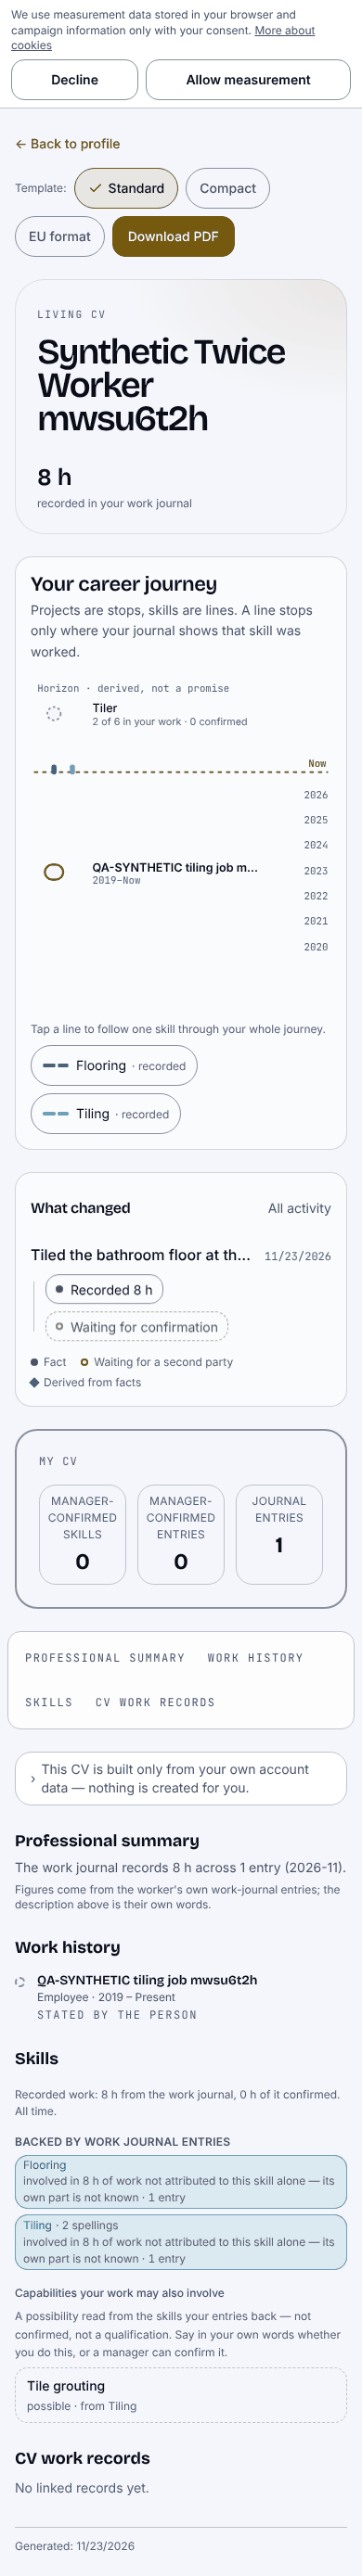 We use measurement data stored in your browser and
campaign information only with your consent. More about
cookies
Decline
Allow measurement
← Back to profile
Template:
Standard
Compact
EU format
Download PDF
LIVING CV
Synthetic Twice
Worker
mwsu6t2h
8 h
recorded in your work journal
Your career journey
Projects are stops, skills are lines. A line stops
only where your journal shows that skill was
worked.
Horizon · derived, not a promise
Tiler
2 of 6 in your work · 0 confirmed
Now
2026
2025
2024
QA-SYNTHETIC tiling job m…
2023
2019–Now
2022
2021
2020
Tap a line to follow one skill through your whole journey.
Flooring · recorded
Tiling · recorded
What changed
All activity
Tiled the bathroom floor at th…
11/23/2026
Recorded 8 h
Waiting for confirmation
Fact
Waiting for a second party
Derived from facts
MY CV
MANAGER-
CONFIRMED
SKILLS
0
MANAGER-
CONFIRMED
ENTRIES
0
JOURNAL
ENTRIES
1
PROFESSIONAL SUMMARY
WORK HISTORY
SKILLS
CV WORK RECORDS
› This CV is built only from your own account
data — nothing is created for you.
Professional summary
The work journal records 8 h across 1 entry (2026-11).
Figures come from the worker's own work-journal entries; the
description above is their own words.
Work history
QA-SYNTHETIC tiling job mwsu6t2h
Employee · 2019 – Present
STATED BY THE PERSON
Skills
Recorded work: 8 h from the work journal, 0 h of it confirmed.
All time.
BACKED BY WORK JOURNAL ENTRIES
Flooring
involved in 8 h of work not attributed to this skill alone — its
own part is not known · 1 entry
Tiling · 2 spellings
involved in 8 h of work not attributed to this skill alone — its
own part is not known · 1 entry
Capabilities your work may also involve
A possibility read from the skills your entries back — not
confirmed, not a qualification. Say in your own words whether
you do this, or a manager can confirm it.
Tile grouting
possible · from Tiling
CV work records
No linked records yet.
Generated: 11/23/2026